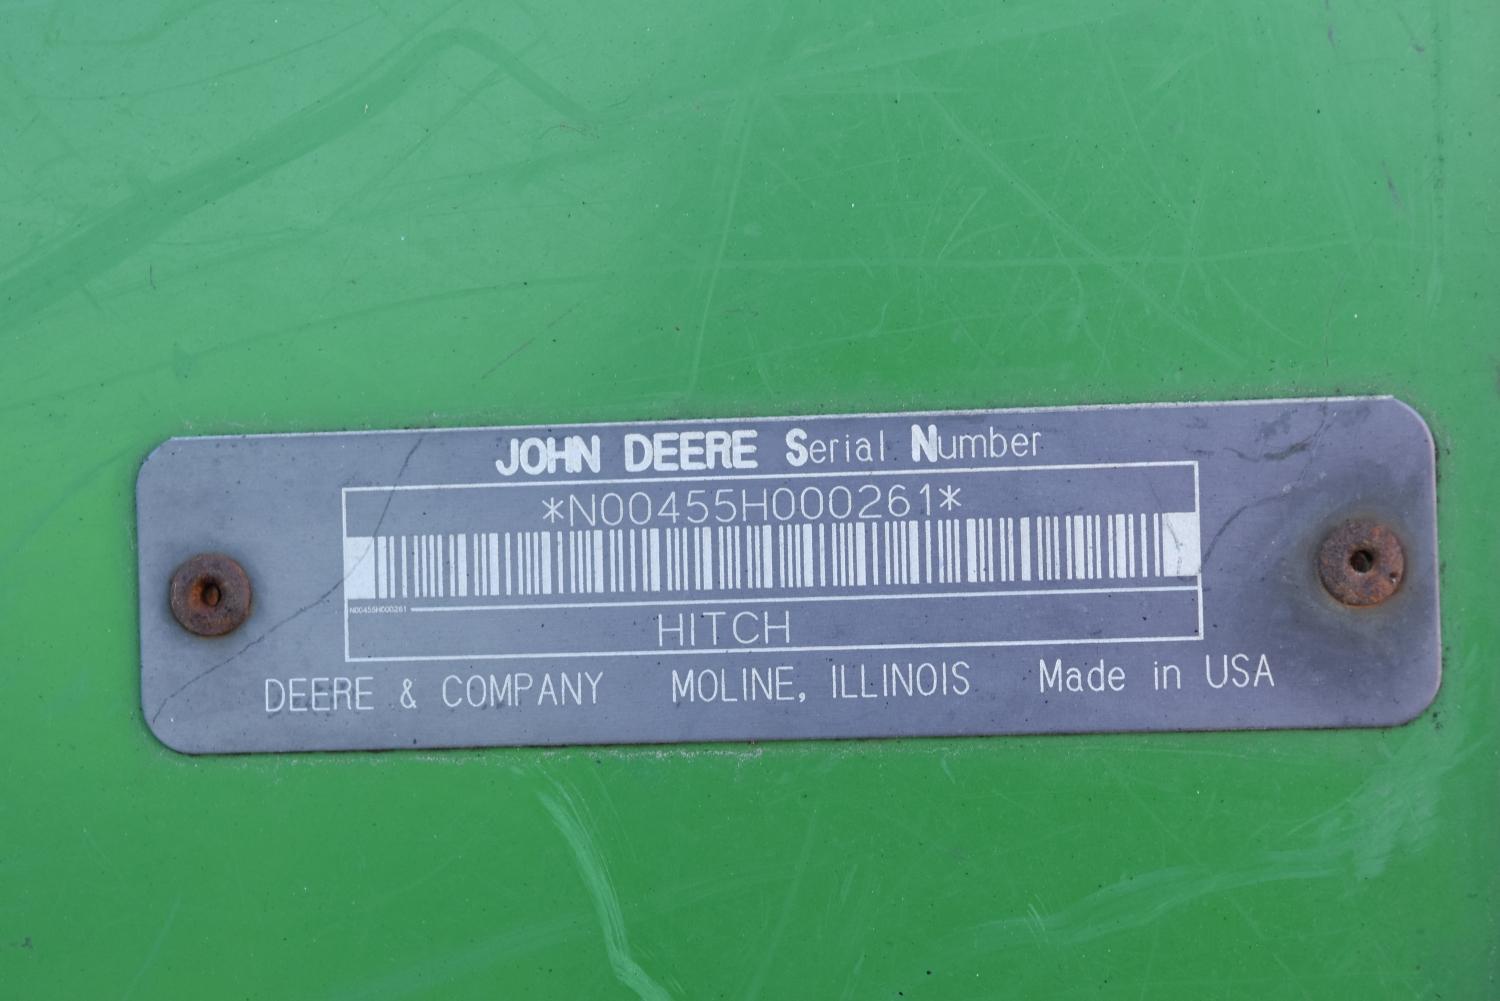 JOHN DEERE Serial Number
*N00455H000261*
N00455H000261
HITCH
DEERE & COMPANY MOLINE, ILLINOIS Made in USA